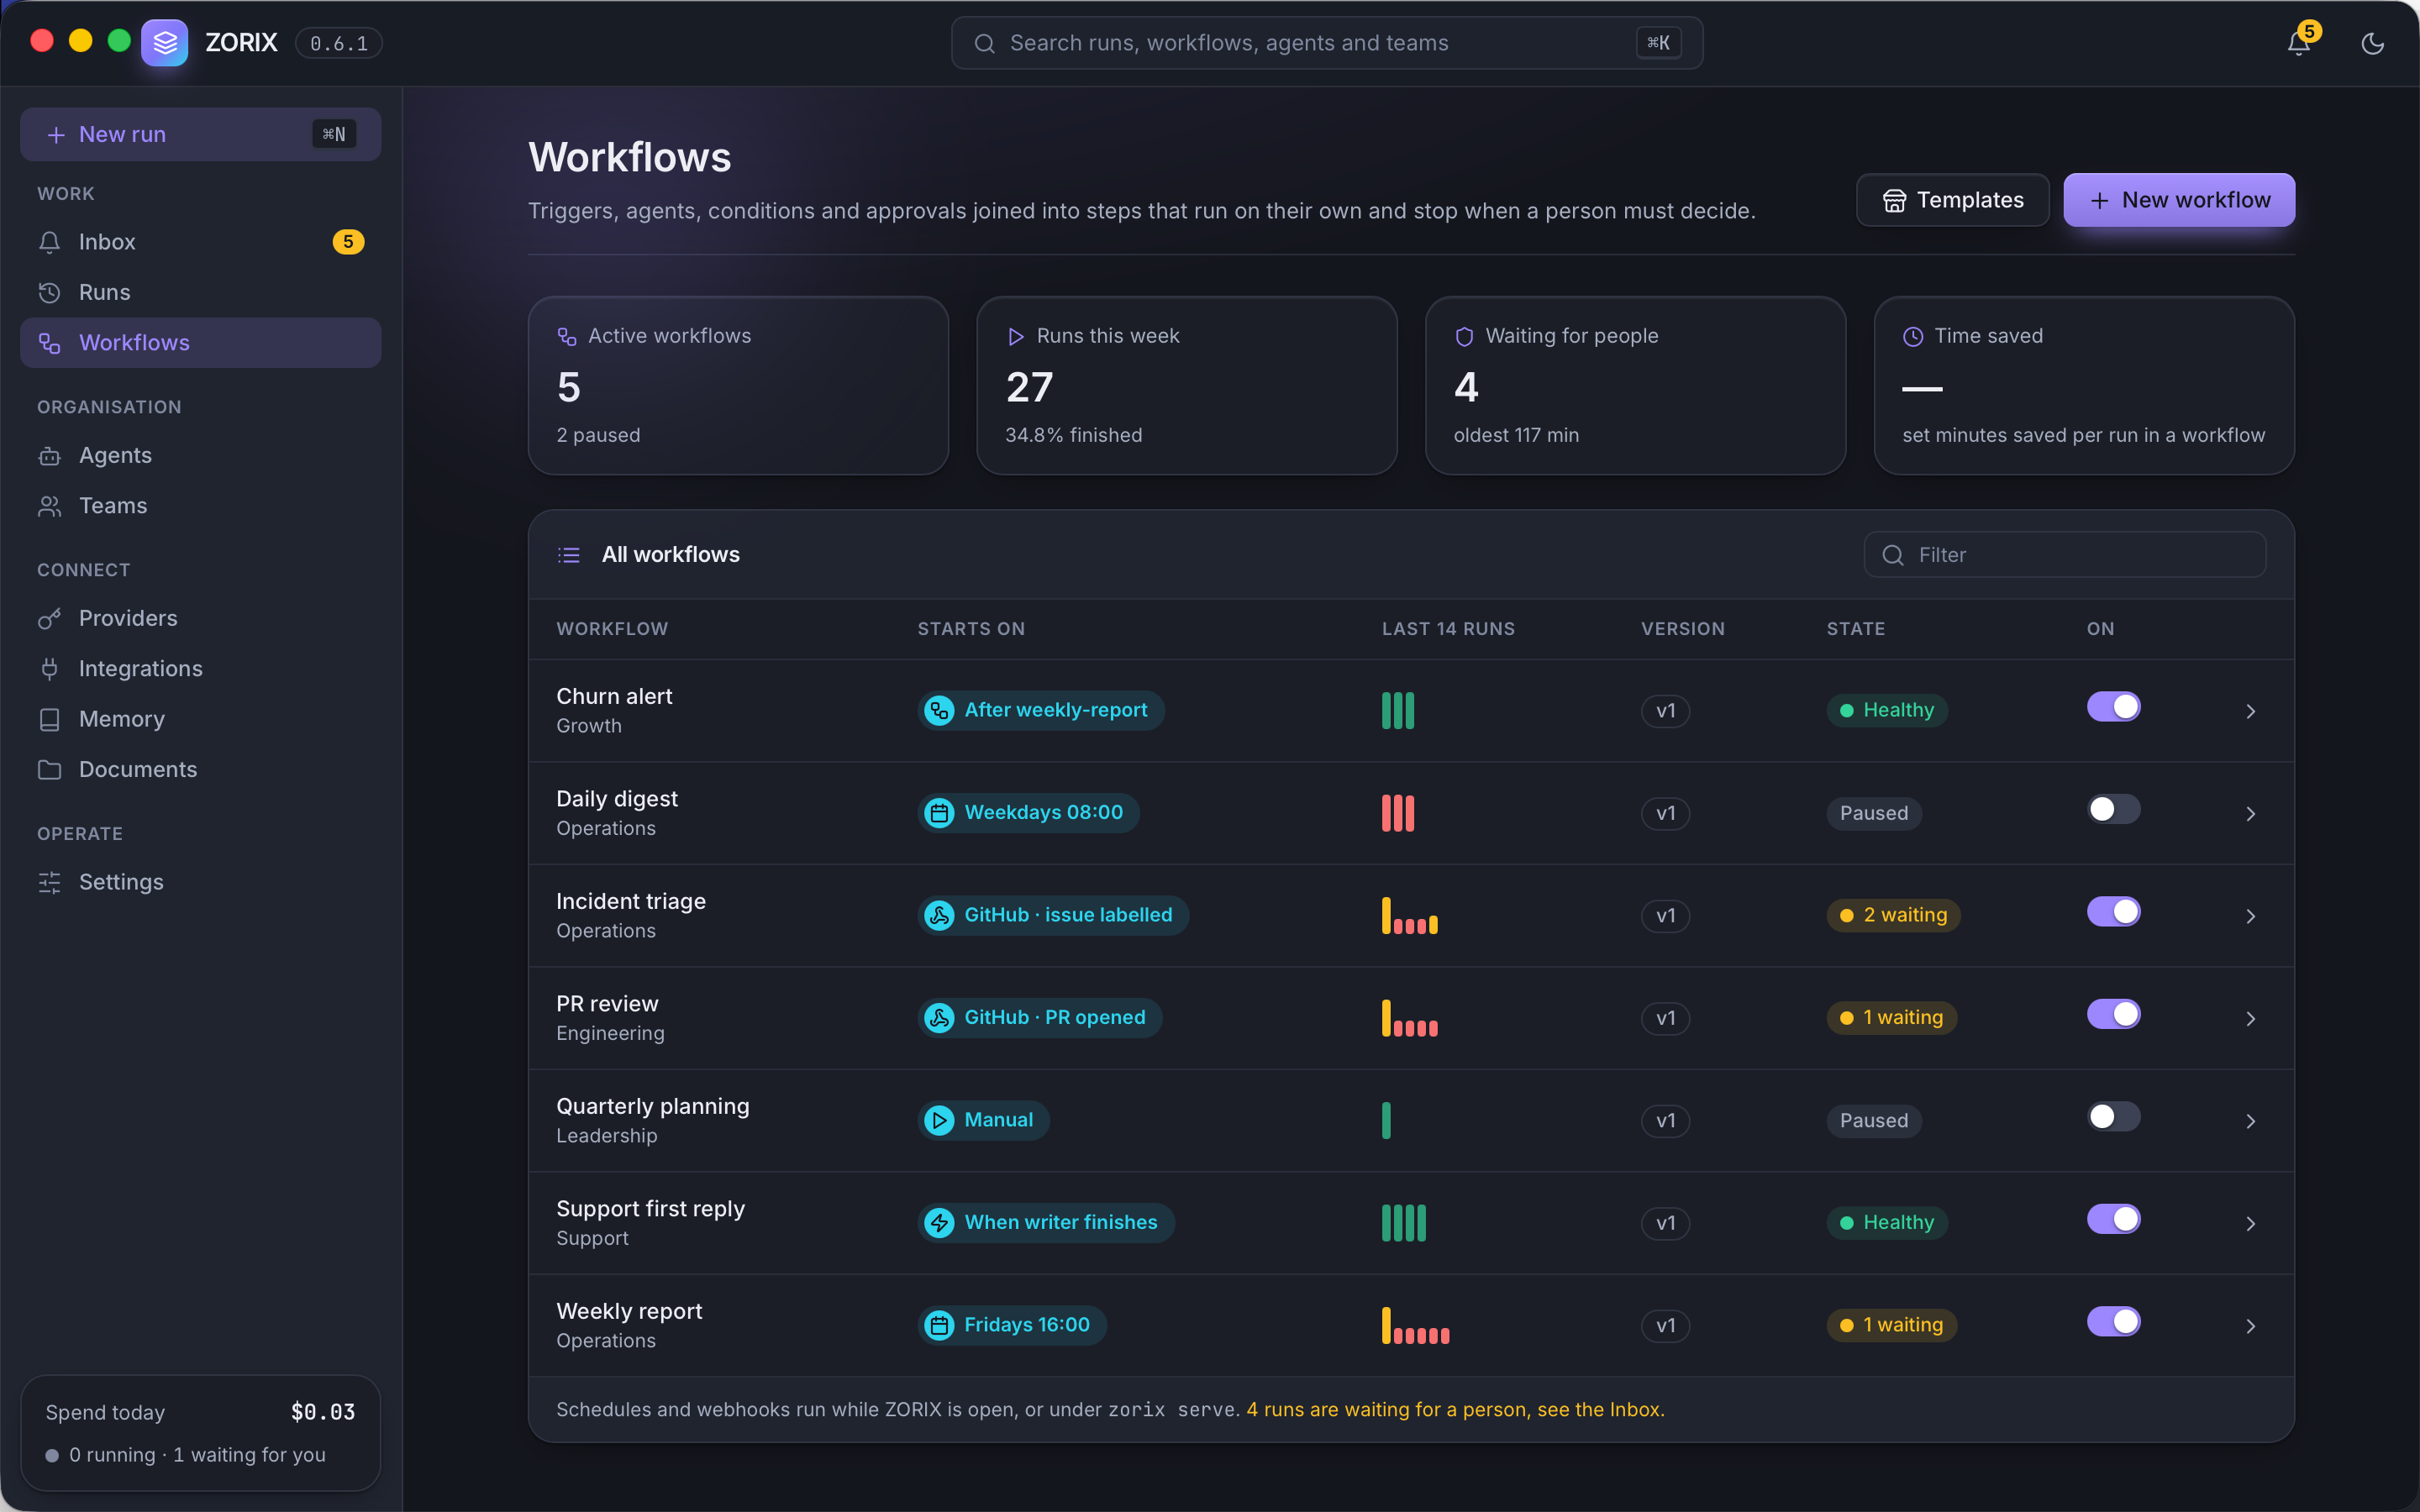 ZORIX 0.6.1
Search runs, workflows, agents and teams ⌘K
5
New run ⌘N
WORK
Inbox 5
Runs
Workflows
ORGANISATION
Agents
Teams
CONNECT
Providers
Integrations
Memory
Documents
OPERATE
Settings
Spend today $0.03
0 running · 1 waiting for you
Workflows
Triggers, agents, conditions and approvals joined into steps that run on their own and stop when a person must decide.
Templates
New workflow
Active workflows
5
2 paused
Runs this week
27
34.8% finished
Waiting for people
4
oldest 117 min
Time saved
—
set minutes saved per run in a workflow
All workflows
Filter
WORKFLOW STARTS ON LAST 14 RUNS VERSION STATE ON
Churn alert
Growth
After weekly-report v1 Healthy
Daily digest
Operations
Weekdays 08:00 v1 Paused
Incident triage
Operations
GitHub · issue labelled v1 2 waiting
PR review
Engineering
GitHub · PR opened v1 1 waiting
Quarterly planning
Leadership
Manual v1 Paused
Support first reply
Support
When writer finishes v1 Healthy
Weekly report
Operations
Fridays 16:00 v1 1 waiting
Schedules and webhooks run while ZORIX is open, or under zorix serve. 4 runs are waiting for a person, see the Inbox.